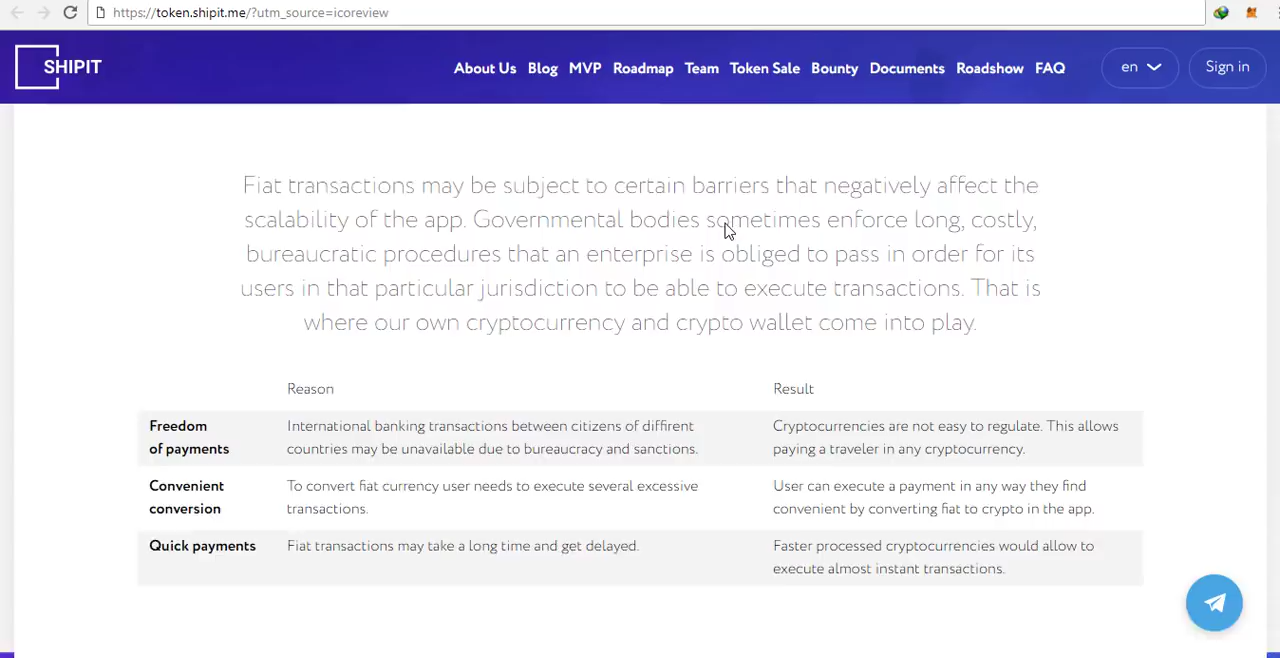 https://token.shipit.me/?utm_source=icoreview
SHIPIT
About Us Blog MVP Roadmap Team Token Sale Bounty Documents Roadshow FAQ en Sign in
Fiat transactions may be subject to certain barriers that negatively affect the
scalability of the app. Governmental bodies sometimes enforce long, costly,
bureaucratic procedures that an enterprise is obliged to pass in order for its
users in that particular jurisdiction to be able to execute transactions. That is
where our own cryptocurrency and crypto wallet come into play.
Reason Result
Freedom
of payments
International banking transactions between citizens of diffirent
countries may be unavailable due to bureaucracy and sanctions.
Cryptocurrencies are not easy to regulate. This allows
paying a traveler in any cryptocurrency.
Convenient
conversion
To convert fiat currency user needs to execute several excessive
transactions.
User can execute a payment in any way they find
convenient by converting fiat to crypto in the app.
Quick payments
Fiat transactions may take a long time and get delayed.
Faster processed cryptocurrencies would allow to
execute almost instant transactions.